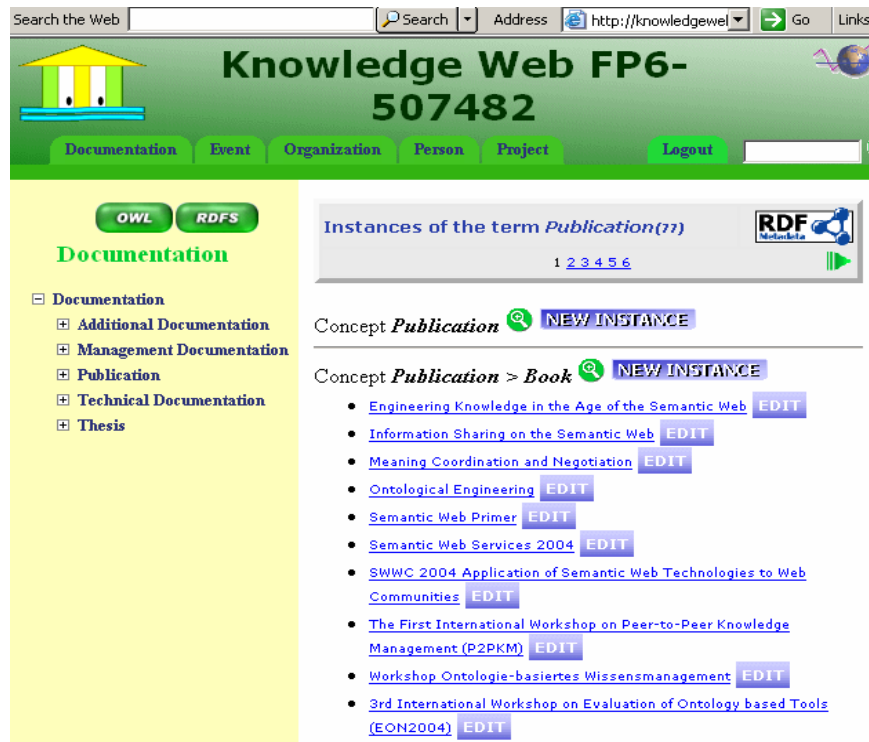 Search the Web Search Address http://knowledgewel Go Links
Knowledge Web FP6-
507482
Documentation Event Organization Person Project Logout
OWL RDFS
Documentation
Documentation
Additional Documentation
Management Documentation
Publication
Technical Documentation
Thesis
Instances of the term Publication(77)
RDF
Metadata
1 2 3 4 5 6
Concept Publication NEW INSTANCE
Concept Publication > Book NEW INSTANCE
Engineering Knowledge in the Age of the Semantic Web EDIT
Information Sharing on the Semantic Web EDIT
Meaning Coordination and Negotiation EDIT
Ontological Engineering EDIT
Semantic Web Primer EDIT
Semantic Web Services 2004 EDIT
SWWC 2004 Application of Semantic Web Technologies to Web
Communities EDIT
The First International Workshop on Peer-to-Peer Knowledge
Management (P2PKM) EDIT
Workshop Ontologie-basiertes Wissensmanagement EDIT
3rd International Workshop on Evaluation of Ontology based Tools
(EON2004) EDIT